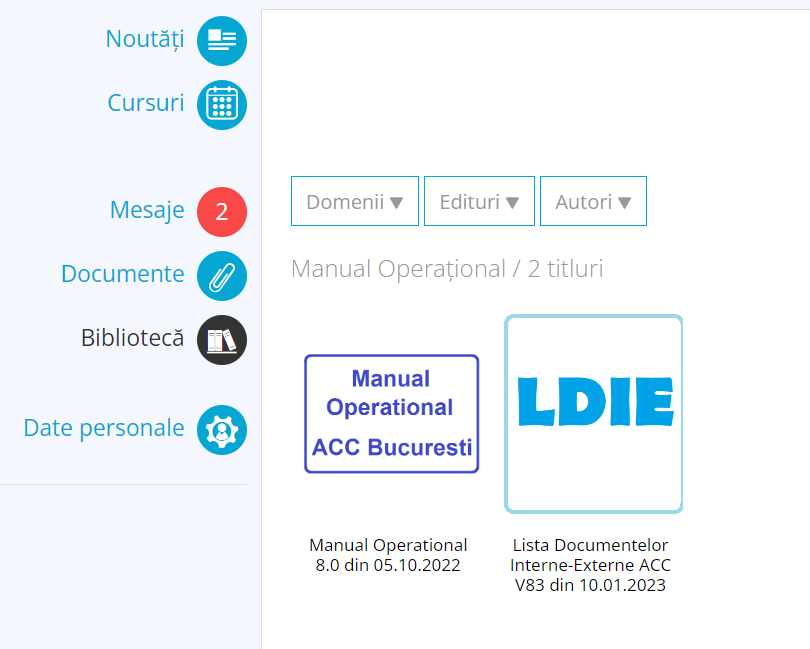 Noutăți
Cursuri
Mesaje 2
Documente
Bibliotecă
Date personale
Domenii ▼ Edituri ▼ Autori ▼
Manual Operațional / 2 titluri
Manual
Operational
ACC Bucuresti
LDIE
Manual Operational
8.0 din 05.10.2022
Lista Documentelor
Interne-Externe ACC
V83 din 10.01.2023